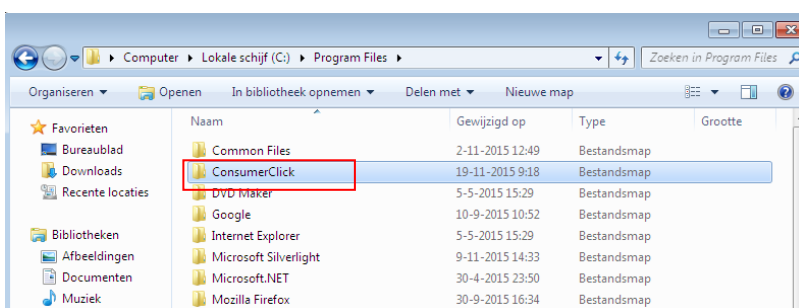 Computer ▸ Lokale schijf (C:) ▸ Program Files ▸ Zoeken in Program Files
Organiseren Openen In bibliotheek opnemen Delen met Nieuwe map
Naam Gewijzigd op Type Grootte
Favorieten
Bureaublad
Downloads
Recente locaties
Bibliotheken
Afbeeldingen
Documenten
Muziek
Common Files 2-11-2015 12:49 Bestandsmap
ConsumerClick 19-11-2015 9:18 Bestandsmap
DVD Maker 5-5-2015 15:29 Bestandsmap
Google 10-9-2015 10:52 Bestandsmap
Internet Explorer 5-5-2015 15:29 Bestandsmap
Microsoft Silverlight 9-11-2015 14:33 Bestandsmap
Microsoft.NET 30-4-2015 23:50 Bestandsmap
Mozilla Firefox 30-9-2015 16:34 Bestandsmap